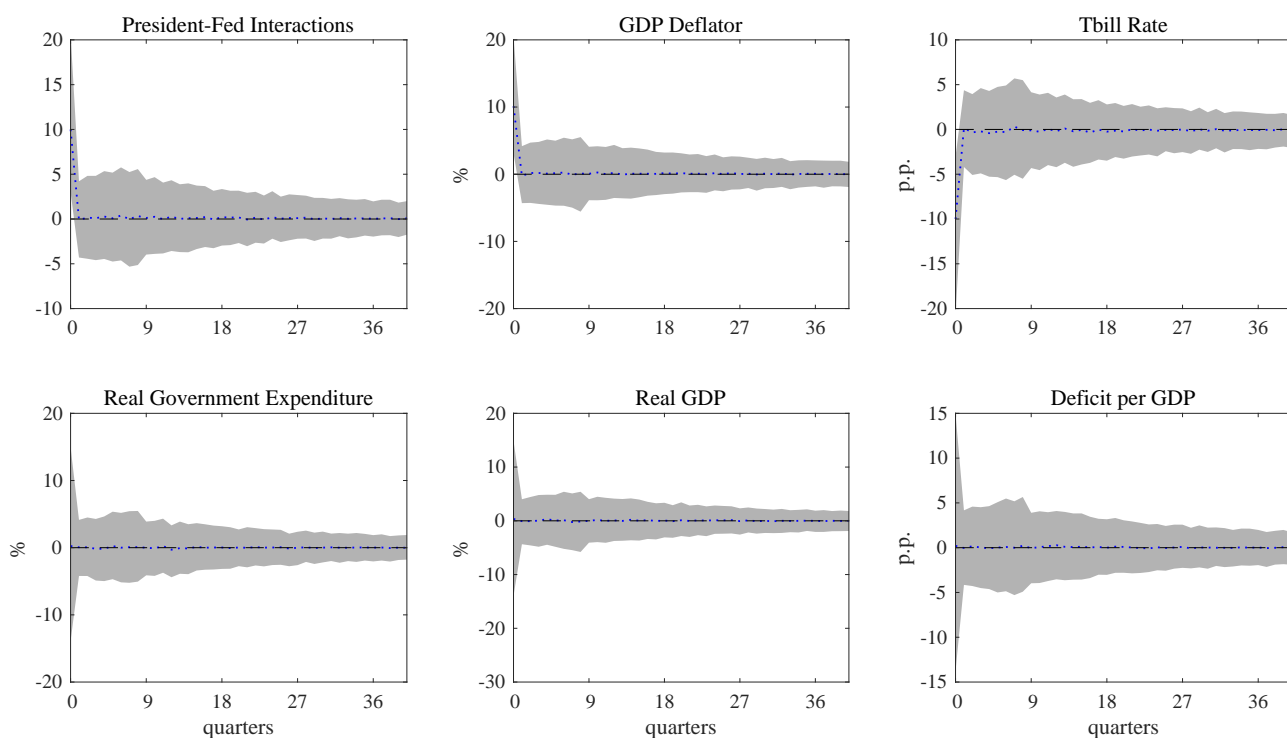 President-Fed Interactions
20
15
10
5
0
-5
-10
0 9 18 27 36
GDP Deflator
%
20
10
0
-10
-20
0 9 18 27 36
Tbill Rate
p.p.
10
5
0
-5
-10
-15
-20
0 9 18 27 36
Real Government Expenditure
%
20
10
0
-10
-20
0 9 18 27 36
quarters
Real GDP
%
20
10
0
-10
-20
-30
0 9 18 27 36
quarters
Deficit per GDP
p.p.
15
10
5
0
-5
-10
-15
0 9 18 27 36
quarters